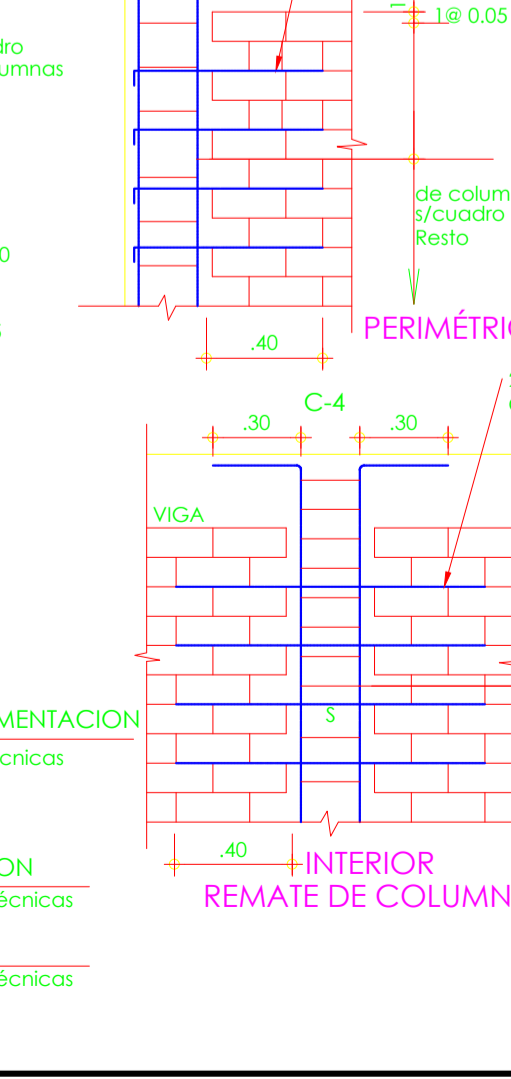 1@ 0.05
dro
umnas
de colum
s/cuadro
Resto
0
PERIMÉTRIC
.40
C-4
.30
.30
VIGA
S
MENTACION
cnicas
.40
INTERIOR
REMATE DE COLUMN
ON
écnicas
écnicas